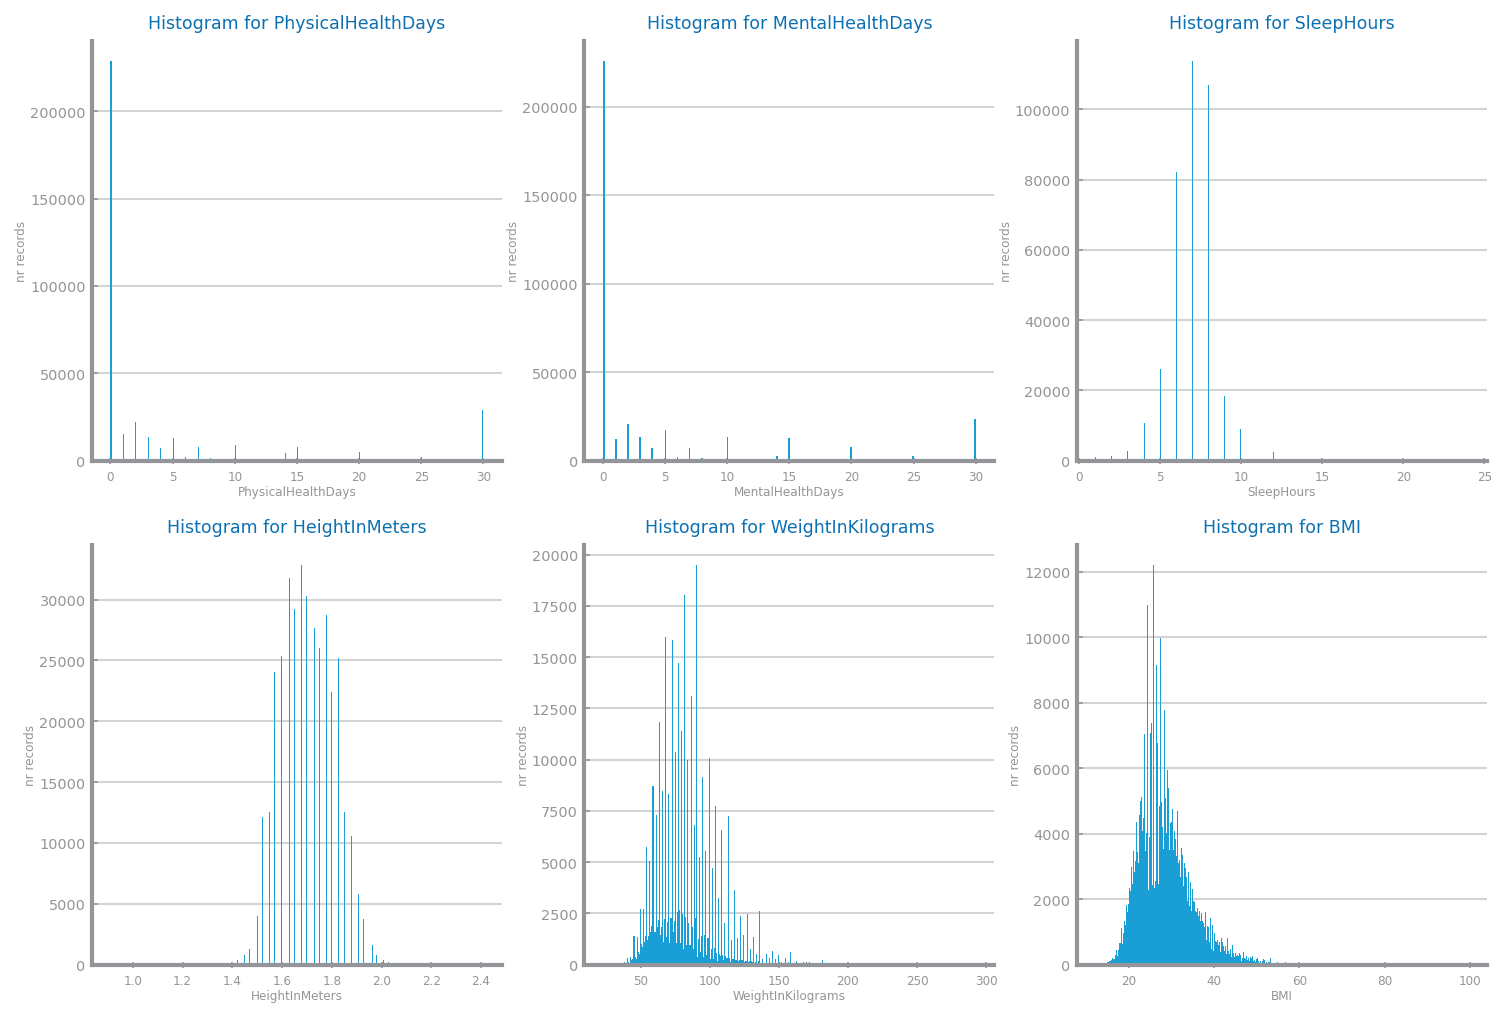 Histogram for PhysicalHealthDays
nr records
200000
150000
100000
50000
0
0 5 10 15 20 25 30
PhysicalHealthDays
Histogram for MentalHealthDays
nr records
200000
150000
100000
50000
0
0 5 10 15 20 25 30
MentalHealthDays
Histogram for SleepHours
nr records
100000
80000
60000
40000
20000
0
0 5 10 15 20 25
SleepHours
Histogram for HeightInMeters
nr records
30000
25000
20000
15000
10000
5000
0
1.0 1.2 1.4 1.6 1.8 2.0 2.2 2.4
HeightInMeters
Histogram for WeightInKilograms
nr records
20000
17500
15000
12500
10000
7500
5000
2500
0
50 100 150 200 250 300
WeightInKilograms
Histogram for BMI
nr records
12000
10000
8000
6000
4000
2000
0
20 40 60 80 100
BMI